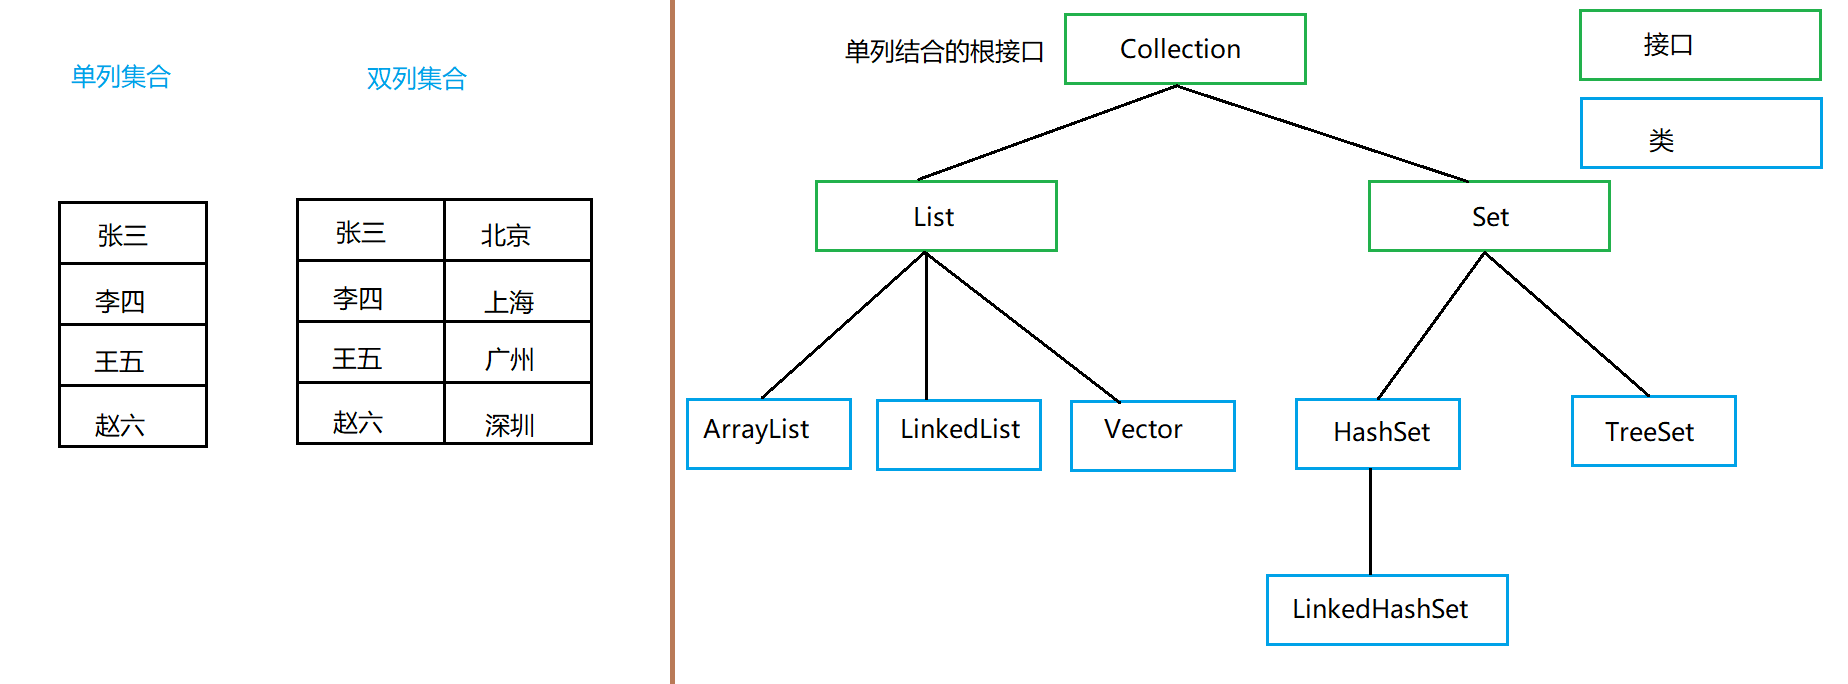 单列集合
双列集合
张三
李四
王五
赵六
张三 北京
李四 上海
王五 广州
赵六 深圳
单列结合的根接口
Collection
接口
类
List
Set
ArrayList
LinkedList
Vector
HashSet
TreeSet
LinkedHashSet